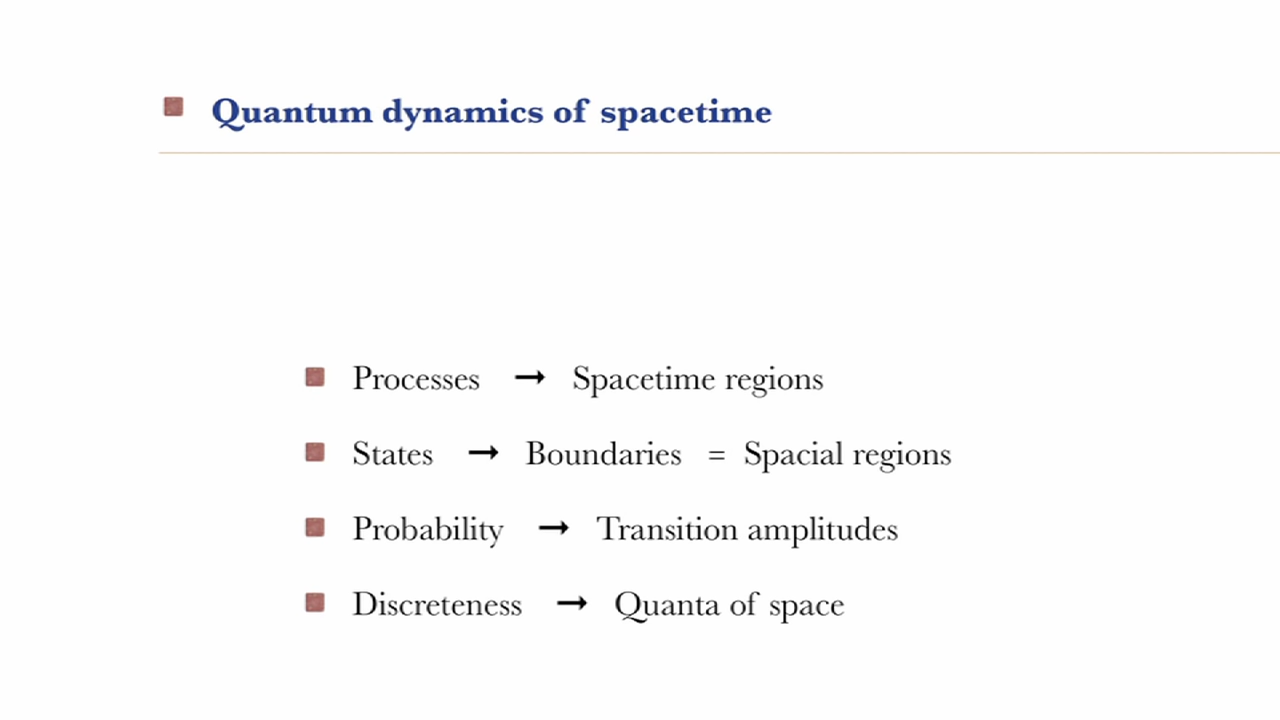 Quantum dynamics of spacetime
Processes → Spacetime regions
States → Boundaries = Spacial regions
Probability → Transition amplitudes
Discreteness → Quanta of space